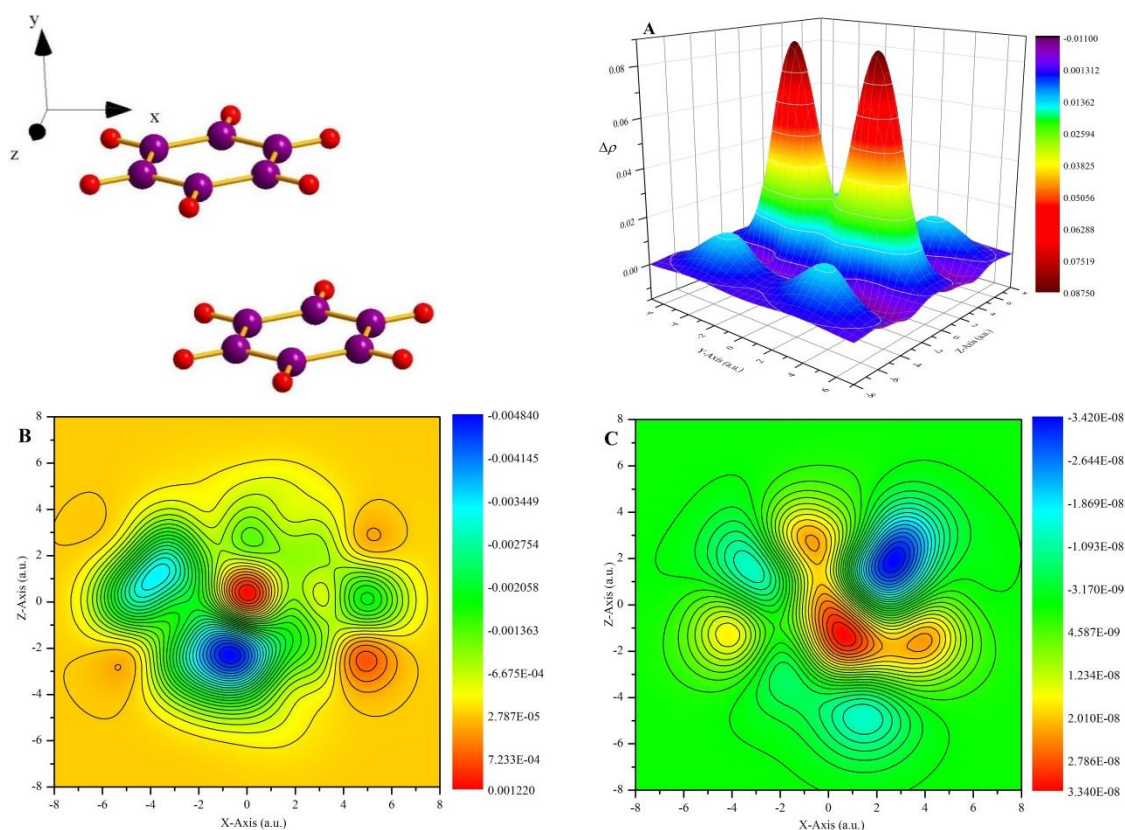 y
x
z
A
Δρ
0.08
0.06
0.04
0.02
0.00
Y-Axis (a.u.)
Z-Axis (a.u.)
-0.01100
0.001312
0.01362
0.02594
0.03825
0.05056
0.06288
0.07519
0.08750
B
8
6
4
2
0
-2
-4
-6
-8
Z-Axis (a.u.)
-8 -6 -4 -2 0 2 4 6 8
X-Axis (a.u.)
-0.004840
-0.004145
-0.003449
-0.002754
-0.002058
-0.001363
-6.675E-04
2.787E-05
7.233E-04
0.001220
C
8
6
4
2
0
-2
-4
-6
-8
Z-Axis (a.u.)
-8 -6 -4 -2 0 2 4 6 8
X-Axis (a.u.)
-3.420E-08
-2.644E-08
-1.869E-08
-1.093E-08
-3.170E-09
4.587E-09
1.234E-08
2.010E-08
2.786E-08
3.340E-08